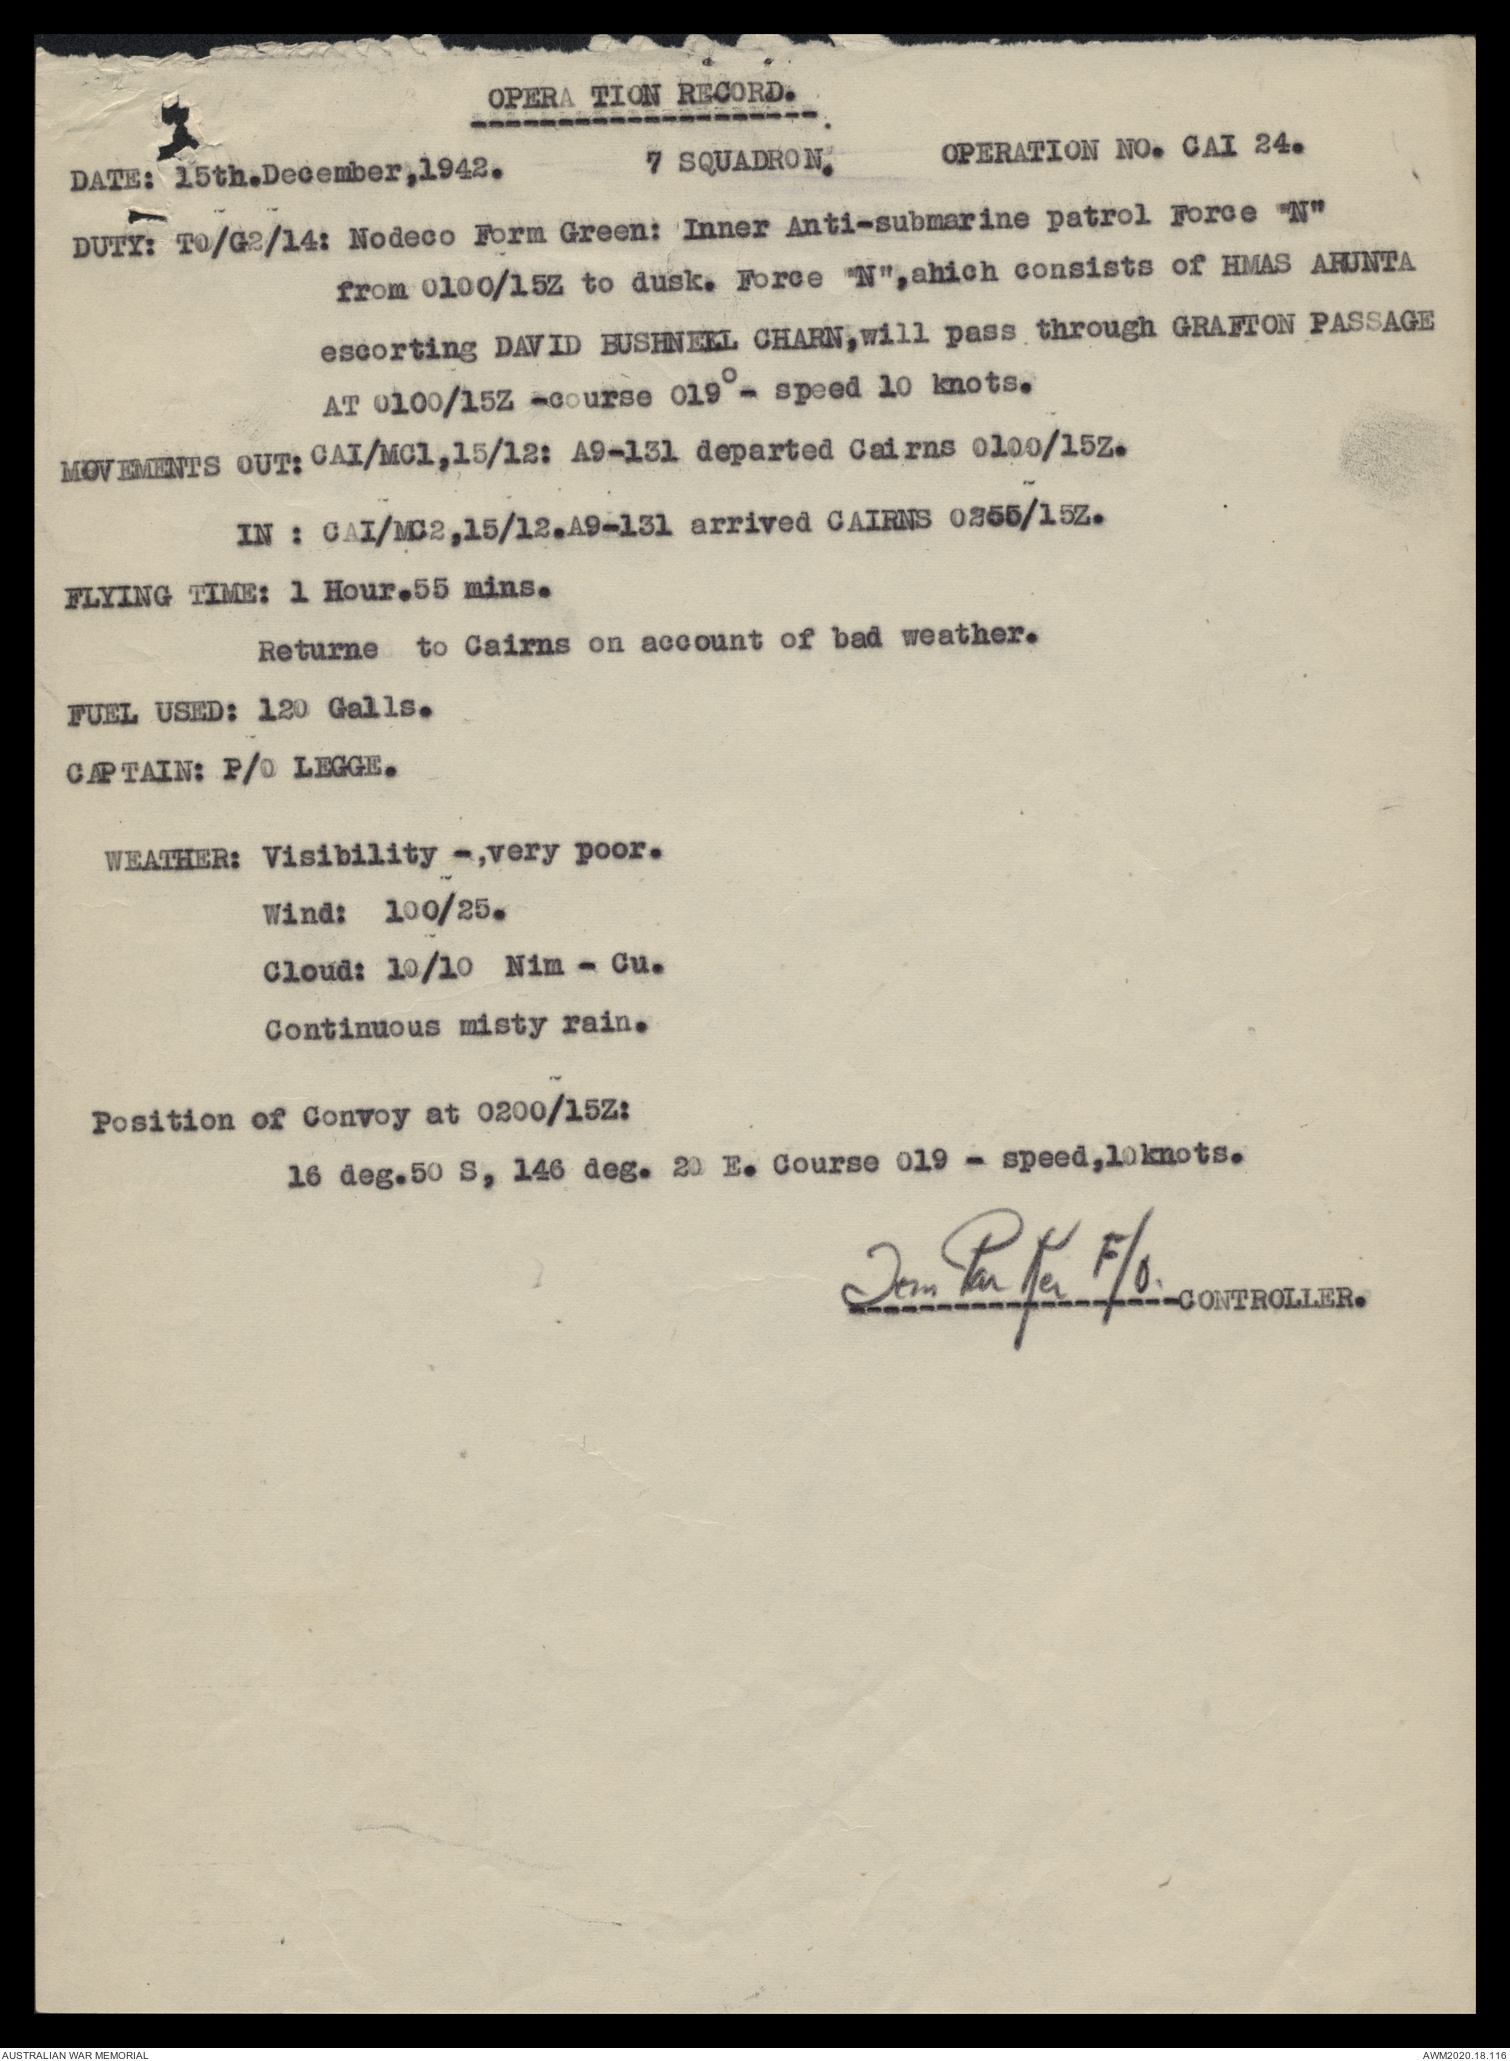 OPERA TION RECORD.
DATE: 15th.December,1942. 7 SQUADRON. OPERATION NO. CAI 24.
DUTY: TO/G2/14: Nodeco Form Green: Inner Anti-submarine patrol Force "N"
from 0100/15Z to dusk. Force "N",ahich consists of HMAS ARUNTA
escorting DAVID BUSHNELL CHARN,will pass through GRAFTON PASSAGE
AT 0100/15Z -course 019°- speed 10 knots.
MOVEMENTS OUT: CAI/MC1,15/12: A9-131 departed Cairns 0100/15Z.
IN : CAI/MC2,15/12.A9-131 arrived CAIRNS 0255/15Z.
FLYING TIME: 1 Hour.55 mins.
Returne to Cairns on account of bad weather.
FUEL USED: 120 Galls.
CAPTAIN: P/O LEGGE.
WEATHER: Visibility -,very poor.
Wind: 100/25.
Cloud: 10/10 Nim - Cu.
Continuous misty rain.
Position of Convoy at 0200/15Z:
16 deg.50 S, 146 deg. 20 E. Course 019 - speed,10knots.
Tom Parker F/O. CONTROLLER.
AUSTRALIAN WAR MEMORIAL AWM2020.18.116